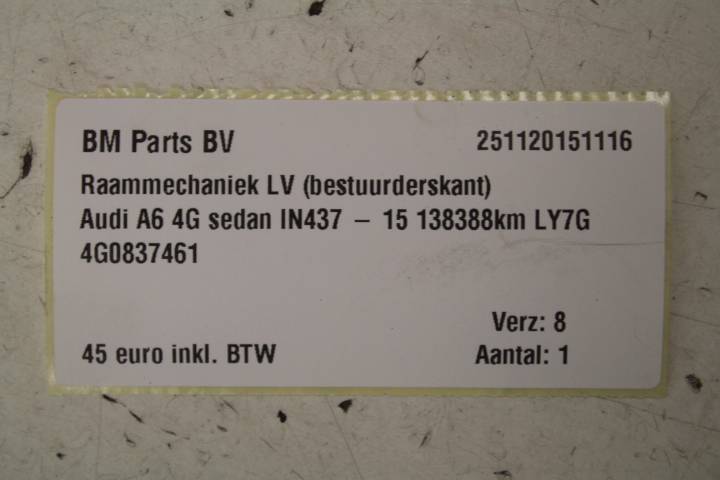 BM Parts BV 251120151116
Raammechaniek LV (bestuurderskant)
Audi A6 4G sedan IN437 – 15 138388km LY7G
4G0837461
Verz: 8
45 euro inkl. BTW Aantal: 1